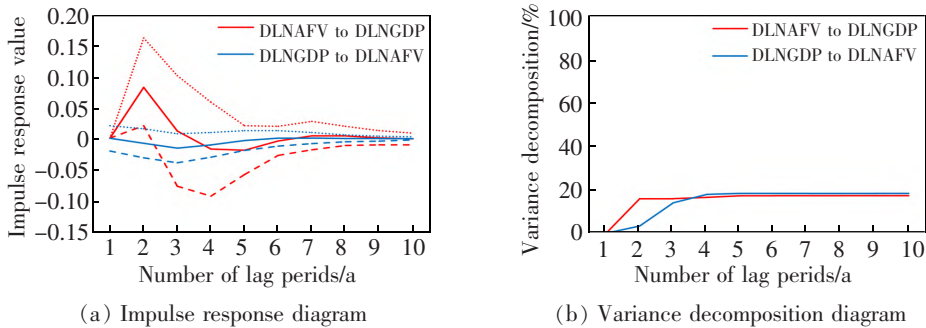 DLNAFV to DLNGDP
DLNGDP to DLNAFV
Impulse response value
0.20
0.15
0.10
0.05
0
−0.05
−0.10
−0.15
1 2 3 4 5 6 7 8 9 10
Number of lag perids/a
(a) Impulse response diagram
DLNAFV to DLNGDP
DLNGDP to DLNAFV
Variance decomposition/%
100
80
60
40
20
0
1 2 3 4 5 6 7 8 9 10
Number of lag perids/a
(b) Variance decomposition diagram